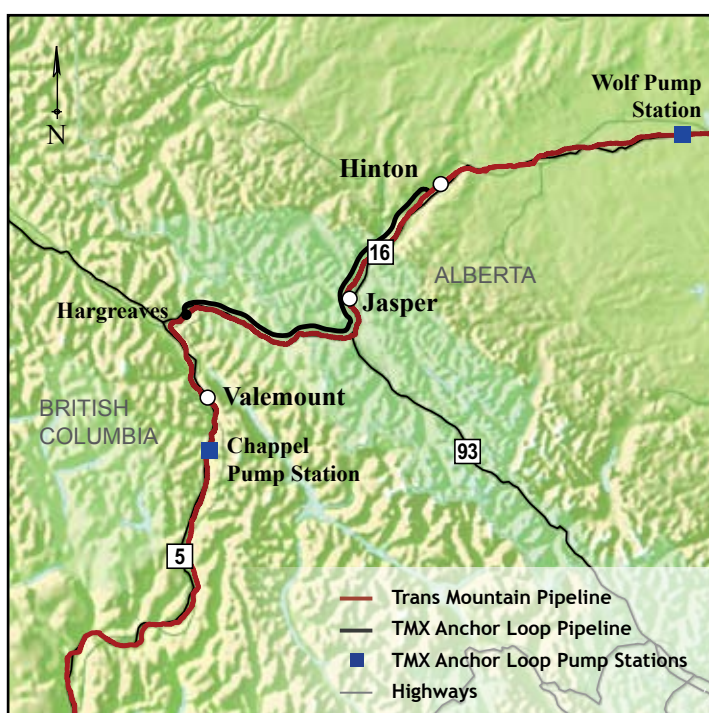 N
Wolf Pump
Station
Hinton
16
ALBERTA
Jasper
Hargreaves
Valemount
BRITISH
COLUMBIA
Chappel
Pump Station
93
5
Trans Mountain Pipeline
TMX Anchor Loop Pipeline
TMX Anchor Loop Pump Stations
Highways